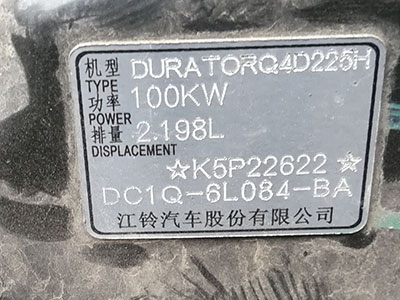 机型 DURATORQ4D225H
TYPE
功率 100KW
POWER
排量 2.198L
DISPLACEMENT
☆K5P22622☆
DC1Q-6L084-BA
江铃汽车股份有限公司